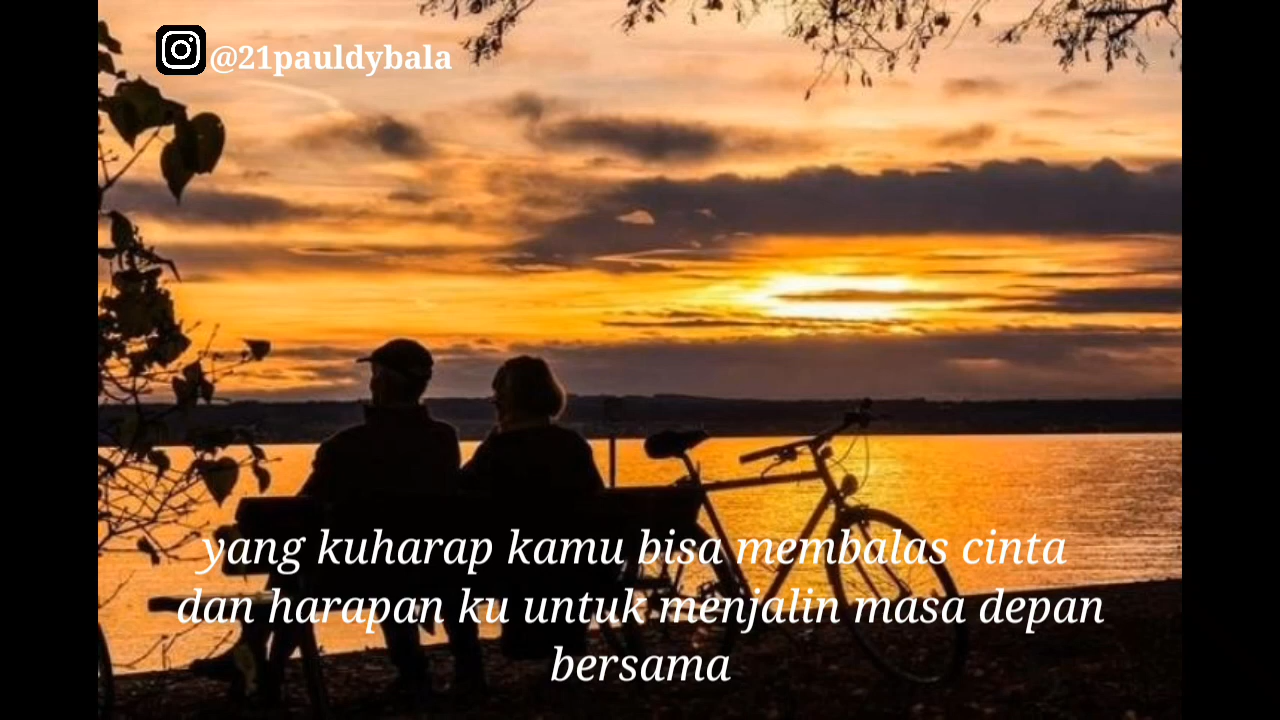 @21pauldybala
yang kuharap kamu bisa membalas cinta
dan harapan ku untuk menjalin masa depan
bersama